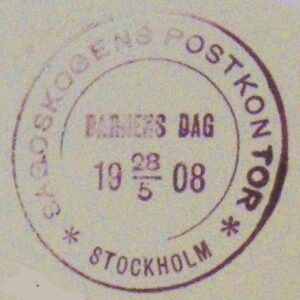 SAGOSKOGENS POSTKONTOR
BARNENS DAG
19 28/5 08
* STOCKHOLM *